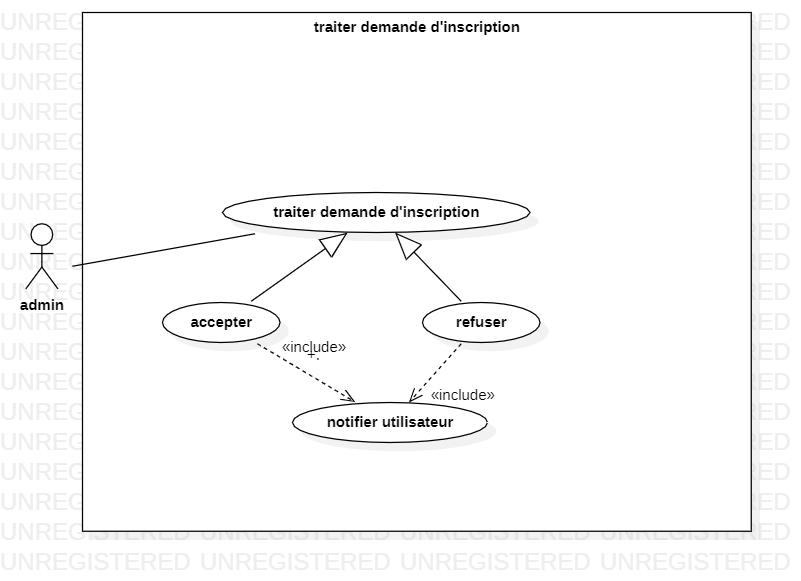 traiter demande d'inscription
traiter demande d'inscription
admin
accepter
refuser
«include»
+.
«include»
notifier utilisateur
UNREGISTERED UNREGISTERED UNREGISTERED UNREGISTERED